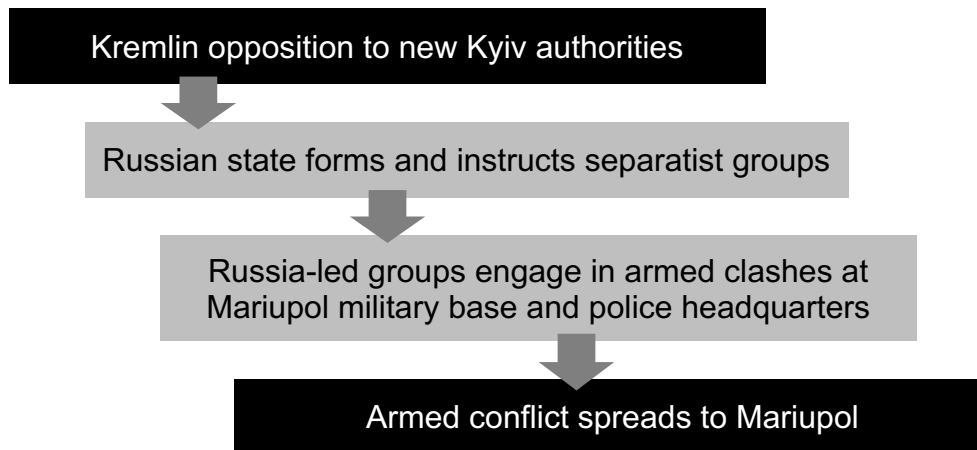 Kremlin opposition to new Kyiv authorities
Russian state forms and instructs separatist groups
Russia-led groups engage in armed clashes at
Mariupol military base and police headquarters
Armed conflict spreads to Mariupol